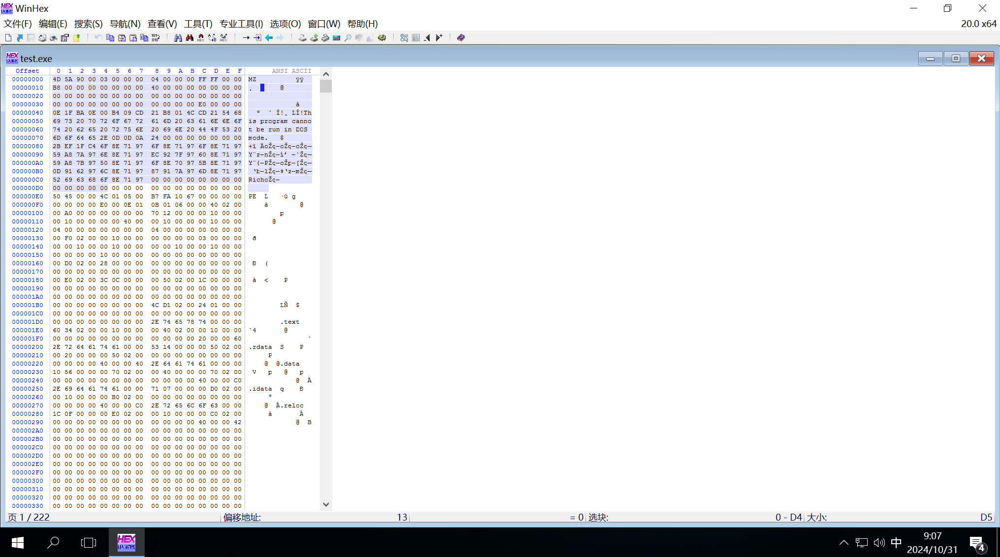 WinHex
文件(F) 编辑(E) 搜索(S) 导航(N) 查看(V) 工具(T) 专业工具(I) 选项(O) 窗口(W) 帮助(H) 20.0 x64
test.exe
Offset 0 1 2 3 4 5 6 7 8 9 A B C D E F ANSI ASCII
00000000 4D 5A 90 00 03 00 00 00 04 00 00 00 FF FF 00 00 MZ ÿÿ
00000010 B8 00 00 00 00 00 00 00 40 00 00 00 00 00 00 00 ¸ @
00000020 00 00 00 00 00 00 00 00 00 00 00 00 00 00 00 00
00000030 00 00 00 00 00 00 00 00 00 00 00 00 E0 00 00 00 à
00000040 0E 1F BA 0E 00 B4 09 CD 21 B8 01 4C CD 21 54 68 º ´ Í!¸ LÍ!Th
00000050 69 73 20 70 72 6F 67 72 61 6D 20 63 61 6E 6E 6F is program canno
00000060 74 20 62 65 20 72 75 6E 20 69 6E 20 44 4F 53 20 t be run in DOS
00000070 6D 6F 64 65 2E 0D 0D 0A 24 00 00 00 00 00 00 00 mode. $
00000080 2B EF 1F C4 6F 8E 71 97 6F 8E 71 97 6F 8E 71 97 +ï ÄoŽq—oŽq—oŽq—
00000090 59 A8 7A 97 6E 8E 71 97 EC 92 7F 97 60 8E 71 97 Y¨z—nŽq—ì’ —`Žq—
000000A0 59 A8 7B 97 50 8E 71 97 6F 8E 70 97 5B 8E 71 97 Y¨{—PŽq—oŽp—[Žq—
000000B0 0D 91 62 97 6C 8E 71 97 87 91 7A 97 6D 8E 71 97 ‘b—lŽq—‡‘z—mŽq—
000000C0 52 69 63 68 6F 8E 71 97 00 00 00 00 00 00 00 00 RichoŽq—
000000D0 00 00 00 00 00 00 00 00 00 00 00 00 00 00 00 00
000000E0 50 45 00 00 4C 01 05 00 B7 FA 10 67 00 00 00 00 PE L ·ú g
000000F0 00 00 00 00 E0 00 0E 01 0B 01 06 00 00 40 02 00 à @
00000100 00 A0 00 00 00 00 00 00 70 12 00 00 00 10 00 00 p
00000110 00 10 00 00 00 00 40 00 00 10 00 00 00 10 00 00 @
00000120 04 00 00 00 00 00 00 00 04 00 00 00 00 00 00 00
00000130 00 F0 02 00 00 10 00 00 00 00 00 00 03 00 00 00 ð
00000140 00 00 10 00 00 10 00 00 00 00 10 00 00 10 00 00
00000150 00 00 00 00 10 00 00 00 00 00 00 00 00 00 00 00
00000160 00 D0 02 00 28 00 00 00 00 00 00 00 00 00 00 00 Ð (
00000170 00 00 00 00 00 00 00 00 00 00 00 00 00 00 00 00
00000180 00 E0 02 00 3C 0C 00 00 00 50 02 00 1C 00 00 00 à < P
00000190 00 00 00 00 00 00 00 00 00 00 00 00 00 00 00 00
000001A0 00 00 00 00 00 00 00 00 00 00 00 00 00 00 00 00
000001B0 00 00 00 00 00 00 00 00 4C D1 02 00 24 01 00 00 LÑ $
000001C0 00 00 00 00 00 00 00 00 00 00 00 00 00 00 00 00
000001D0 00 00 00 00 00 00 00 00 2E 74 65 78 74 00 00 00 .text
000001E0 60 34 02 00 00 10 00 00 00 40 02 00 00 10 00 00 `4 @
000001F0 00 00 00 00 00 00 00 00 00 00 00 00 20 00 00 60 `
00000200 2E 72 64 61 74 61 00 00 53 14 00 00 00 50 02 00 .rdata S P
00000210 00 20 00 00 00 50 02 00 00 00 00 00 00 00 00 00 P
00000220 00 00 00 00 40 00 00 40 2E 64 61 74 61 00 00 00 @ @.data
00000230 10 56 00 00 00 70 02 00 00 40 00 00 00 70 02 00 V p @ p
00000240 00 00 00 00 00 00 00 00 00 00 00 00 40 00 00 C0 @ À
00000250 2E 69 64 61 74 61 00 00 71 07 00 00 00 D0 02 00 .idata q Ð
00000260 00 10 00 00 00 B0 02 00 00 00 00 00 00 00 00 00 °
00000270 00 00 00 00 40 00 00 C0 2E 72 65 6C 6F 63 00 00 @ À.reloc
00000280 1C 0F 00 00 00 E0 02 00 00 10 00 00 00 C0 02 00 à À
00000290 00 00 00 00 00 00 00 00 00 00 00 00 40 00 00 42 @ B
000002A0 00 00 00 00 00 00 00 00 00 00 00 00 00 00 00 00
000002B0 00 00 00 00 00 00 00 00 00 00 00 00 00 00 00 00
000002C0 00 00 00 00 00 00 00 00 00 00 00 00 00 00 00 00
000002D0 00 00 00 00 00 00 00 00 00 00 00 00 00 00 00 00
000002E0 00 00 00 00 00 00 00 00 00 00 00 00 00 00 00 00
000002F0 00 00 00 00 00 00 00 00 00 00 00 00 00 00 00 00
00000300 00 00 00 00 00 00 00 00 00 00 00 00 00 00 00 00
00000310 00 00 00 00 00 00 00 00 00 00 00 00 00 00 00 00
00000320 00 00 00 00 00 00 00 00 00 00 00 00 00 00 00 00
00000330 00 00 00 00 00 00 00 00 00 00 00 00 00 00 00 00
页 1 / 222 偏移地址: 13 = 0 选块: 0 - D4 大小: D5
HEX 中 9:07 4
2024/10/31